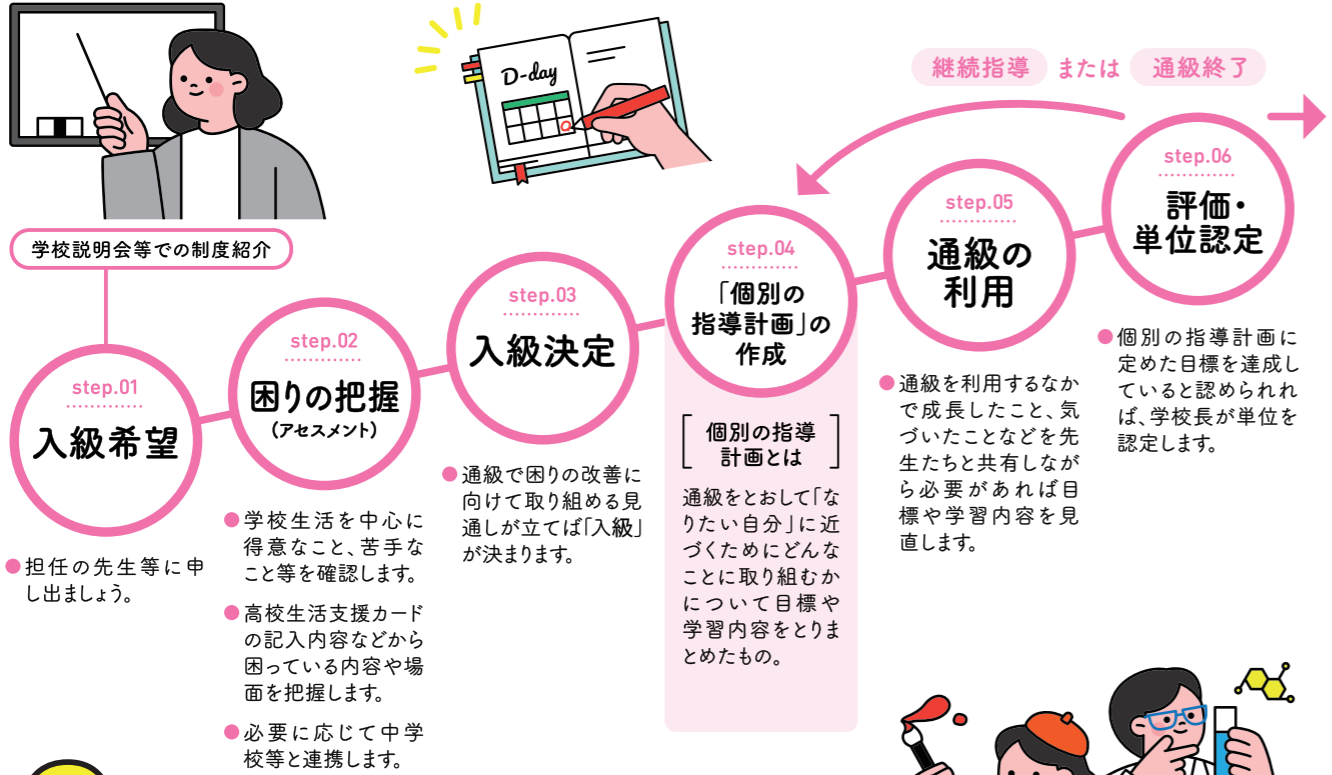 D-day
継続指導 または 通級終了
学校説明会等での制度紹介
step.01
入級希望
●担任の先生等に申
し出ましょう。
step.02
困りの把握
(アセスメント)
●学校生活を中心に
得意なこと、苦手な
こと等を確認します。
●高校生活支援カード
の記入内容などから
困っている内容や場
面を把握します。
●必要に応じて中学
校等と連携します。
step.03
入級決定
●通級で困りの改善に
向けて取り組める見
通しが立てば「入級」
が決まります。
step.04
「個別の
指導計画」の
作成
[個別の指導
計画とは]
通級をとおして「な
りたい自分」に近
づくためにどんな
ことに取り組むか
について目標や
学習内容をとりま
とめたもの。
step.05
通級の
利用
●通級を利用するなか
で成長したこと、気
づいたことなどを先
生たちと共有しなが
ら必要があれば目
標や学習内容を見
直します。
step.06
評価・
単位認定
●個別の指導計画に
定めた目標を達成し
ていると認められれ
ば、学校長が単位を
認定します。